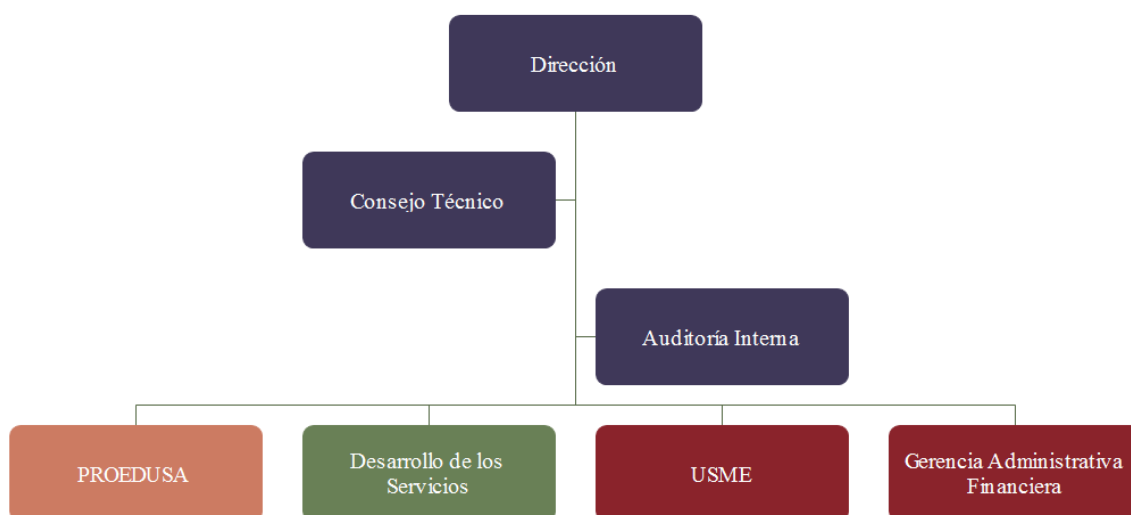 Dirección
Consejo Técnico
Auditoría Interna
PROEDUSA
Desarrollo de los
Servicios
USME
Gerencia Administrativa
Financiera